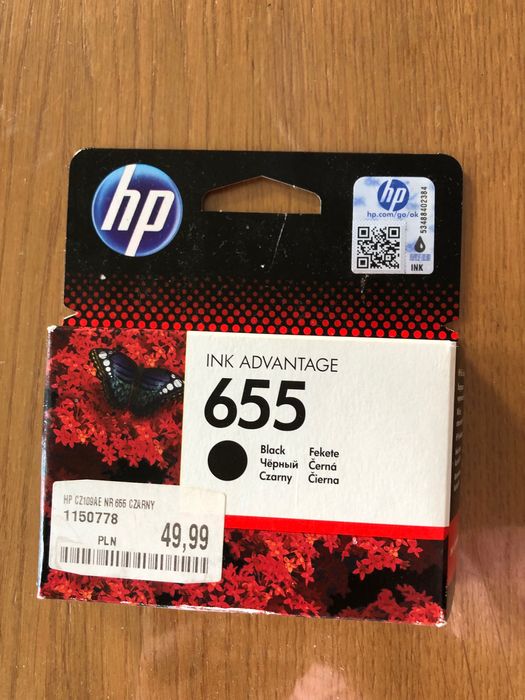 hp
hp
hp.com/go/ok
INK
53488402384
INK ADVANTAGE
655
Black Fekete
Чёрный Černá
Czarny Čierna
HP CZ109AE NR 655 CZARNY
1150778
PLN 49,99